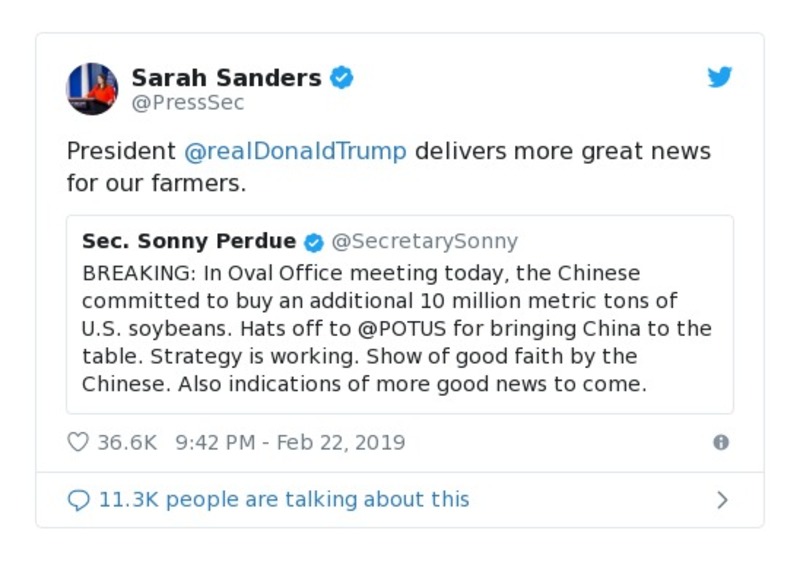 Sarah Sanders
@PressSec
President @realDonaldTrump delivers more great news
for our farmers.
Sec. Sonny Perdue @SecretarySonny
BREAKING: In Oval Office meeting today, the Chinese
committed to buy an additional 10 million metric tons of
U.S. soybeans. Hats off to @POTUS for bringing China to the
table. Strategy is working. Show of good faith by the
Chinese. Also indications of more good news to come.
36.6K 9:42 PM - Feb 22, 2019
11.3K people are talking about this